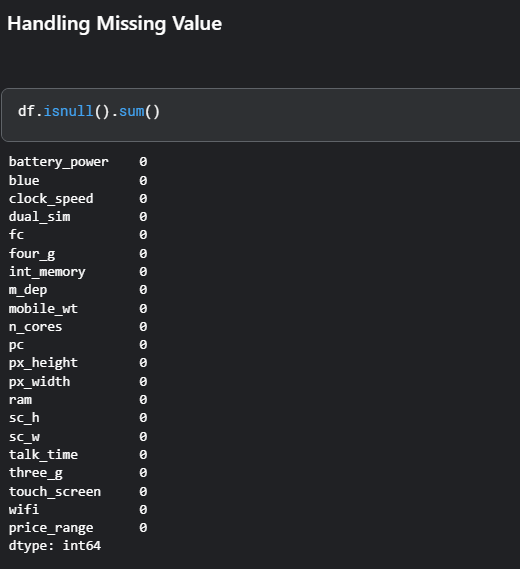 Handling Missing Value
df.isnull().sum()
battery_power 0
blue 0
clock_speed 0
dual_sim 0
fc 0
four_g 0
int_memory 0
m_dep 0
mobile_wt 0
n_cores 0
pc 0
px_height 0
px_width 0
ram 0
sc_h 0
sc_w 0
talk_time 0
three_g 0
touch_screen 0
wifi 0
price_range 0
dtype: int64